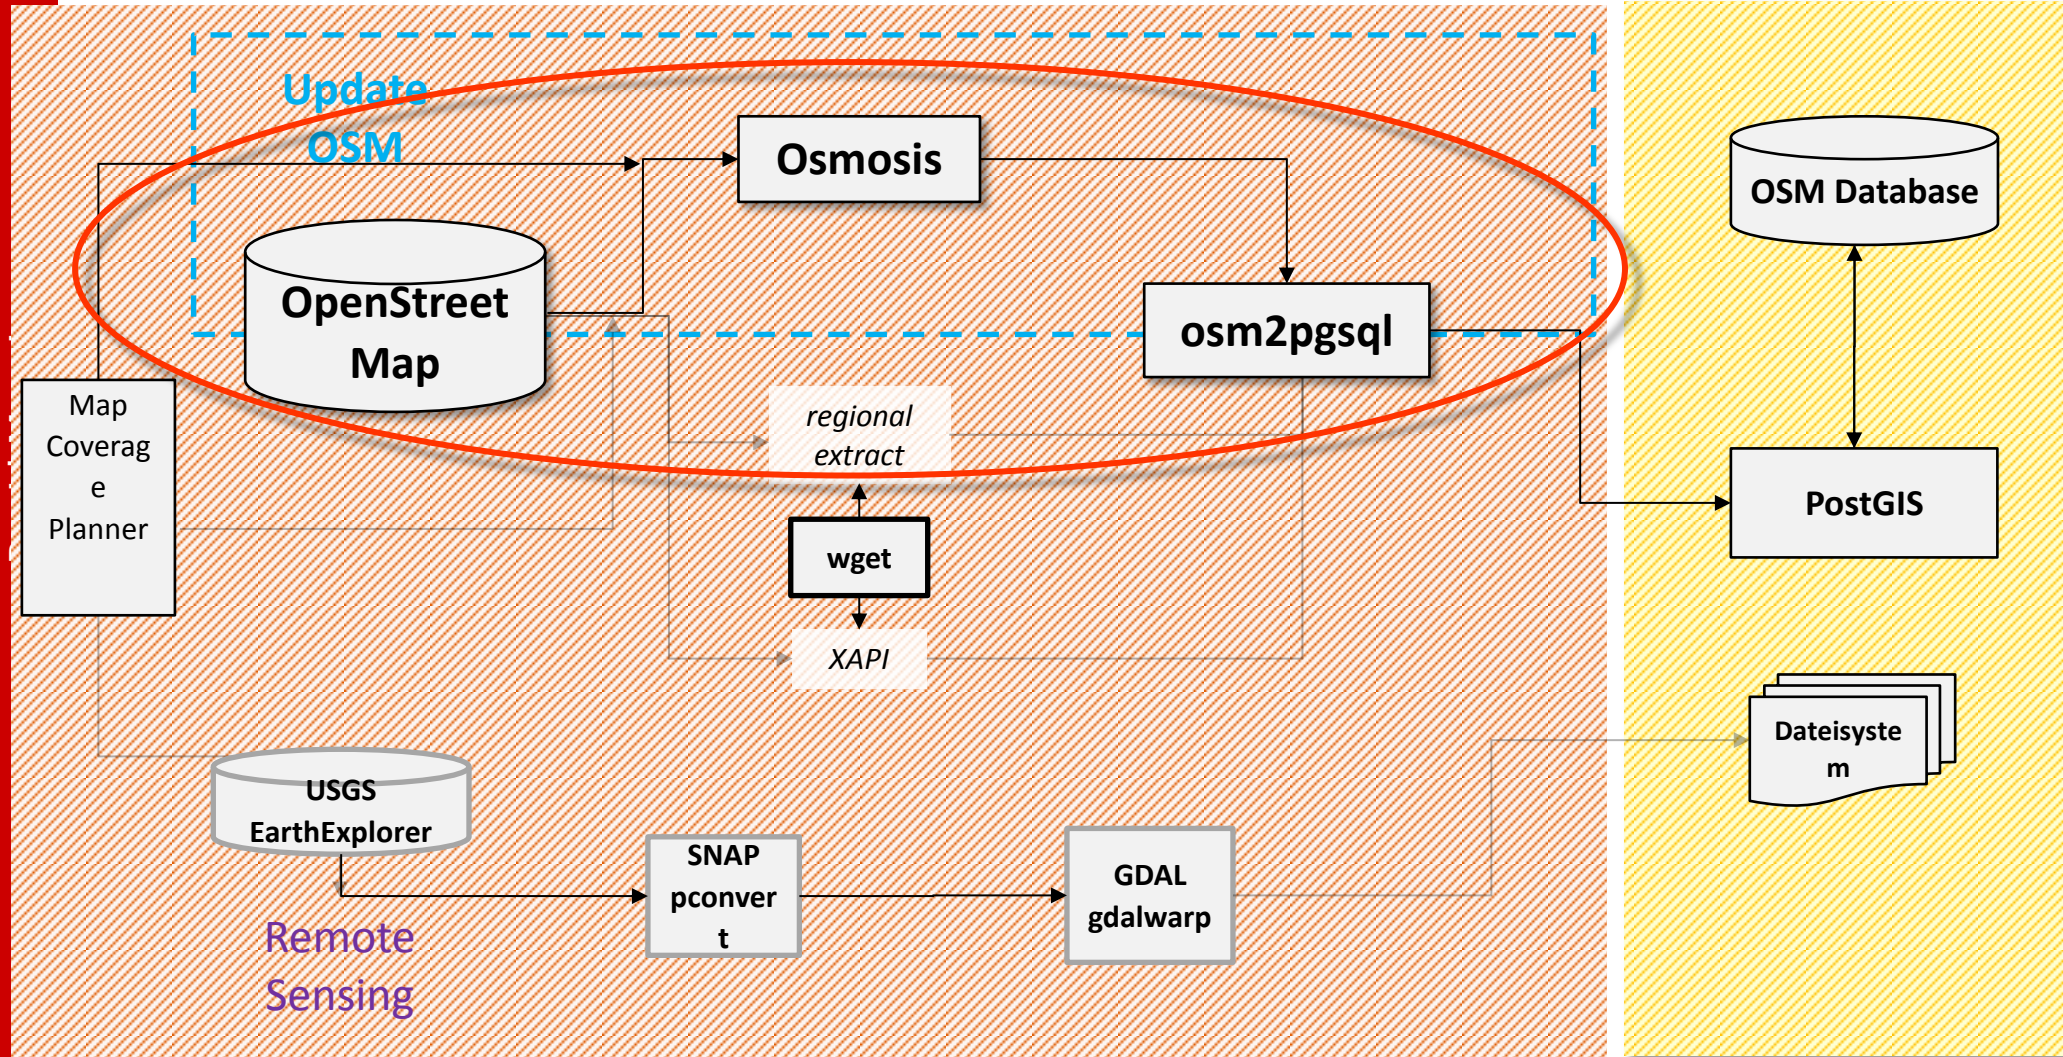 Update
OSM
Osmosis
OSM Database
OpenStreet
Map
osm2pgsql
Map
Coverag
e
Planner
regional
extract
PostGIS
wget
XAPI
Dateisyste
m
USGS
EarthExplorer
SNAP
pconver
t
GDAL
gdalwarp
Remote
Sensing